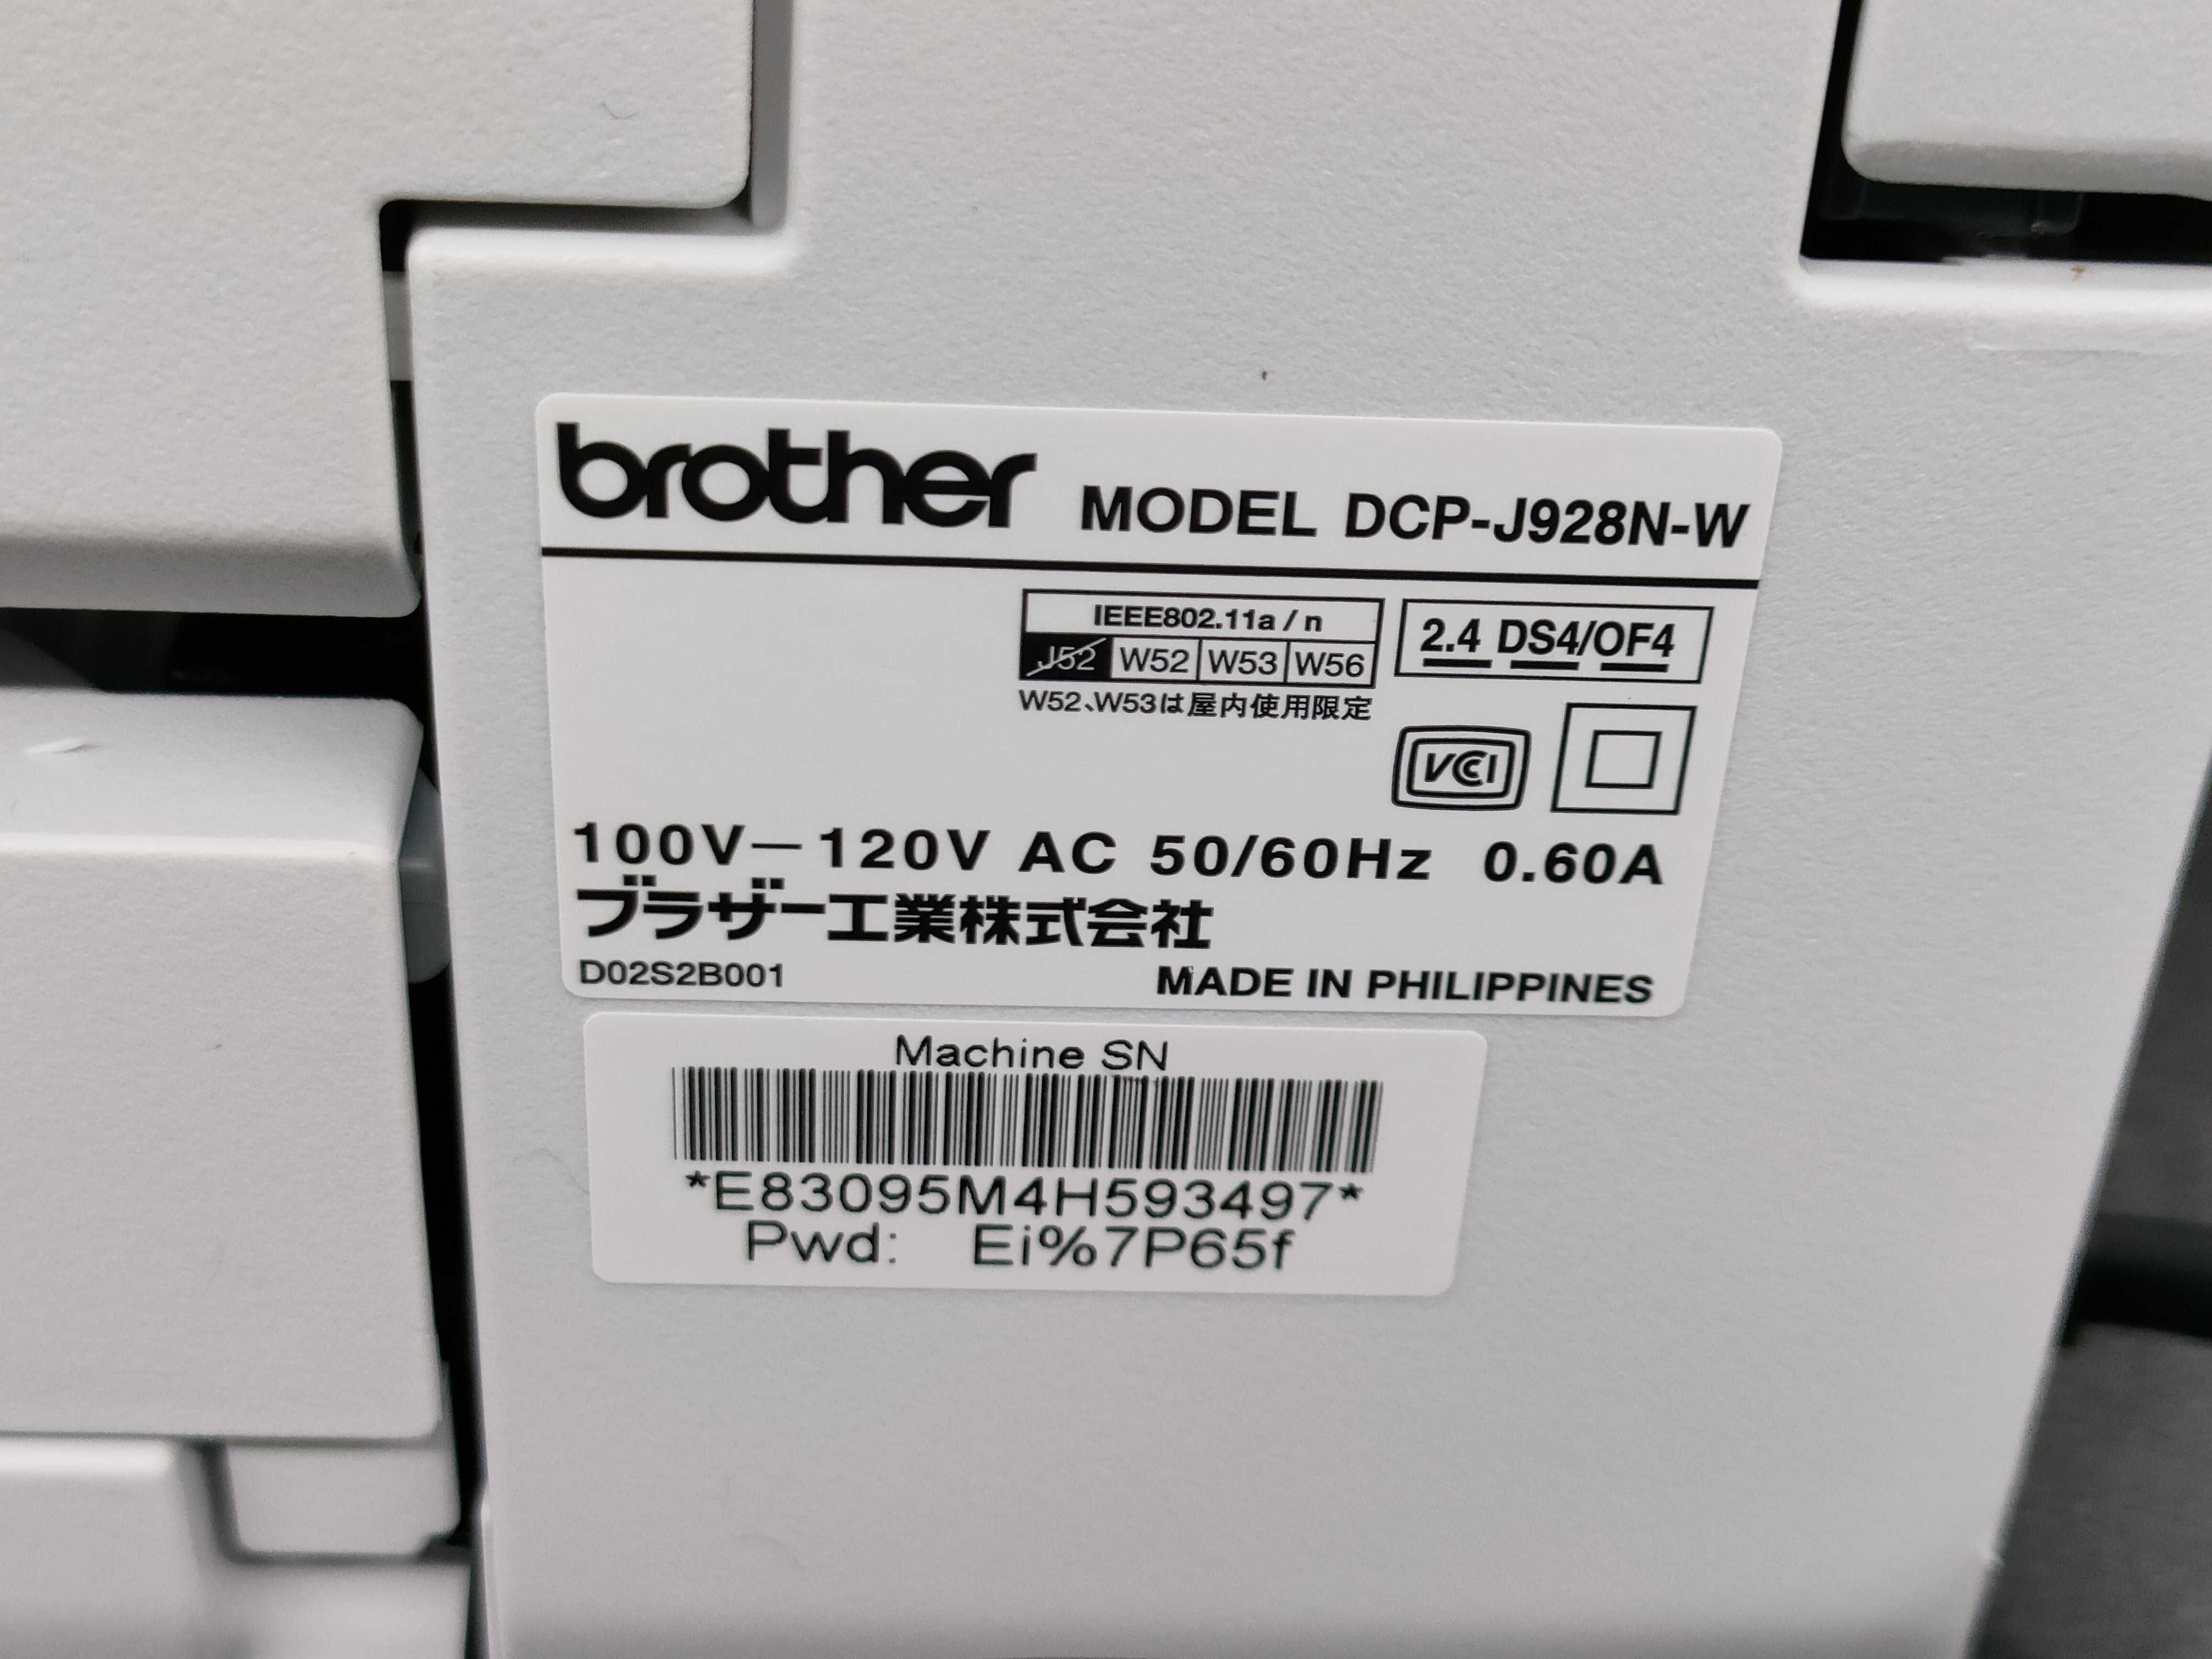 brother MODEL DCP-J928N-W
IEEE802.11a / n
J52 W52 W53 W56
2.4 DS4/OF4
W52、W53は屋内使用限定
VCCI
100V—120V AC 50/60Hz 0.60A
ブラザー工業株式会社
D02S2B001 MADE IN PHILIPPINES
Machine SN
*E83095M4H593497*
Pwd: Ei%7P65f